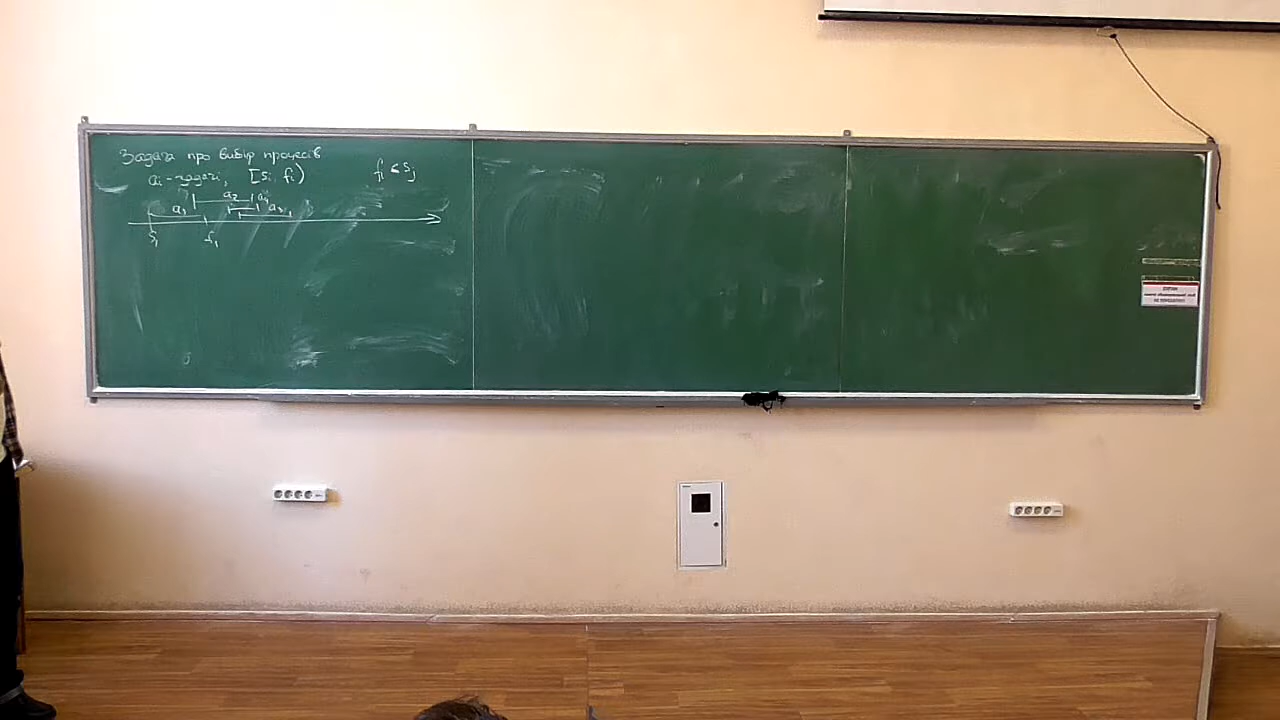 Задача про вибір процесів
ai - задачі, [si, fi) fi ≤ sj
a2 a4
a1 a3
s1 f1